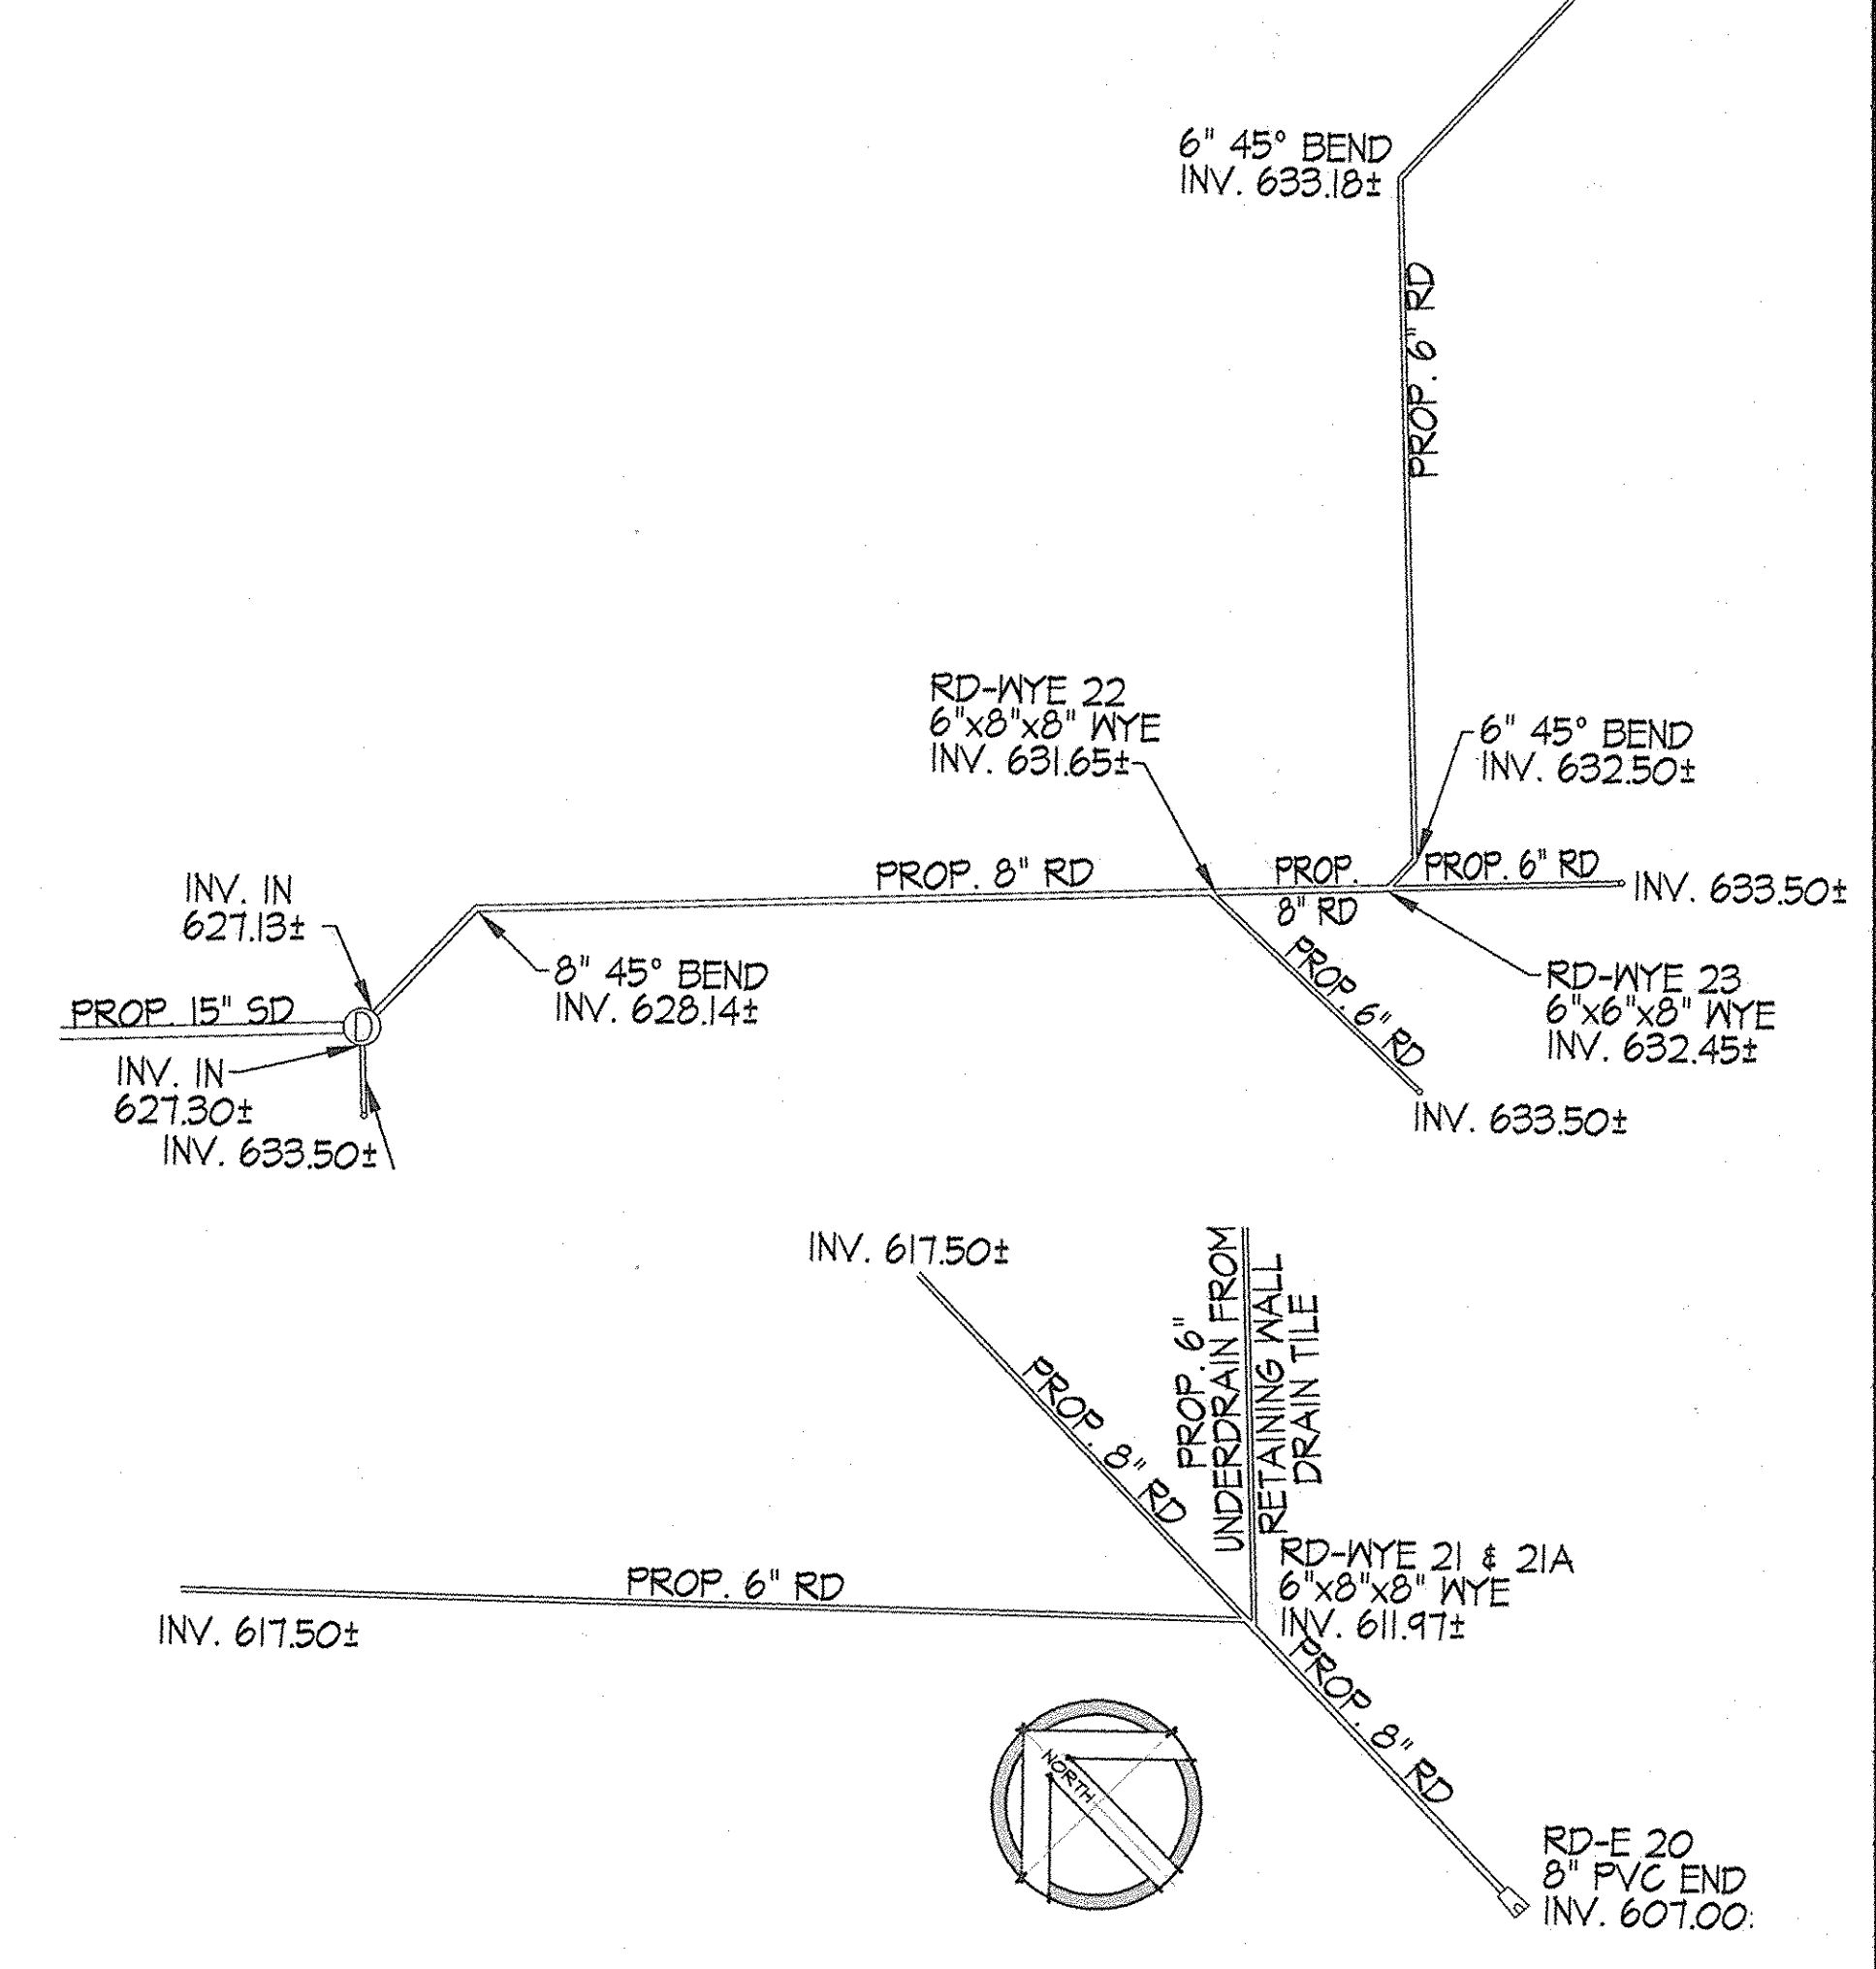 6" 45° BEND
INV. 633.18±
PROP. 6" RD
RD-WYE 22
6"x8"x8" WYE
INV. 631.65±
6" 45° BEND
INV. 632.50±
INV. IN
627.13±
PROP. 8" RD
PROP.
8" RD
PROP. 6" RD
INV. 633.50±
8" 45° BEND
INV. 628.14±
PROP. 6" RD
RD-WYE 23
6"x6"x8" WYE
INV. 632.45±
PROP. 15" SD
D
INV. IN
627.30±
INV. 633.50±
INV. 633.50±
INV. 617.50±
PROP. 8" RD
PROP. 6"
UNDERDRAIN FROM
RETAINING WALL
DRAIN TILE
RD-WYE 21 & 21A
6"x8"x8" WYE
INV. 611.97±
PROP. 6" RD
INV. 617.50±
PROP. 8" RD
NORTH
RD-E 20
8" PVC END
INV. 607.00